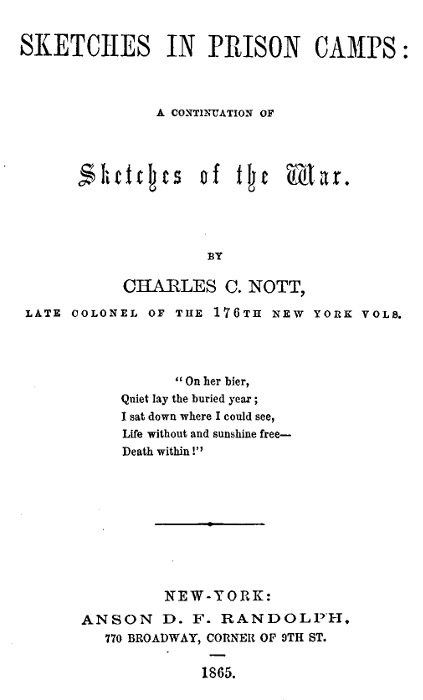 SKETCHES IN PRISON CAMPS:
A CONTINUATION OF
Sketches of the War.
BY
CHARLES C. NOTT,
LATE COLONEL OF THE 176TH NEW YORK VOLS.
"On her bier,
Quiet lay the buried year;
I sat down where I could see,
Life without and sunshine free—
Death within!"
NEW-YORK:
ANSON D. F. RANDOLPH,
770 BROADWAY, CORNER OF 9TH ST.
1865.